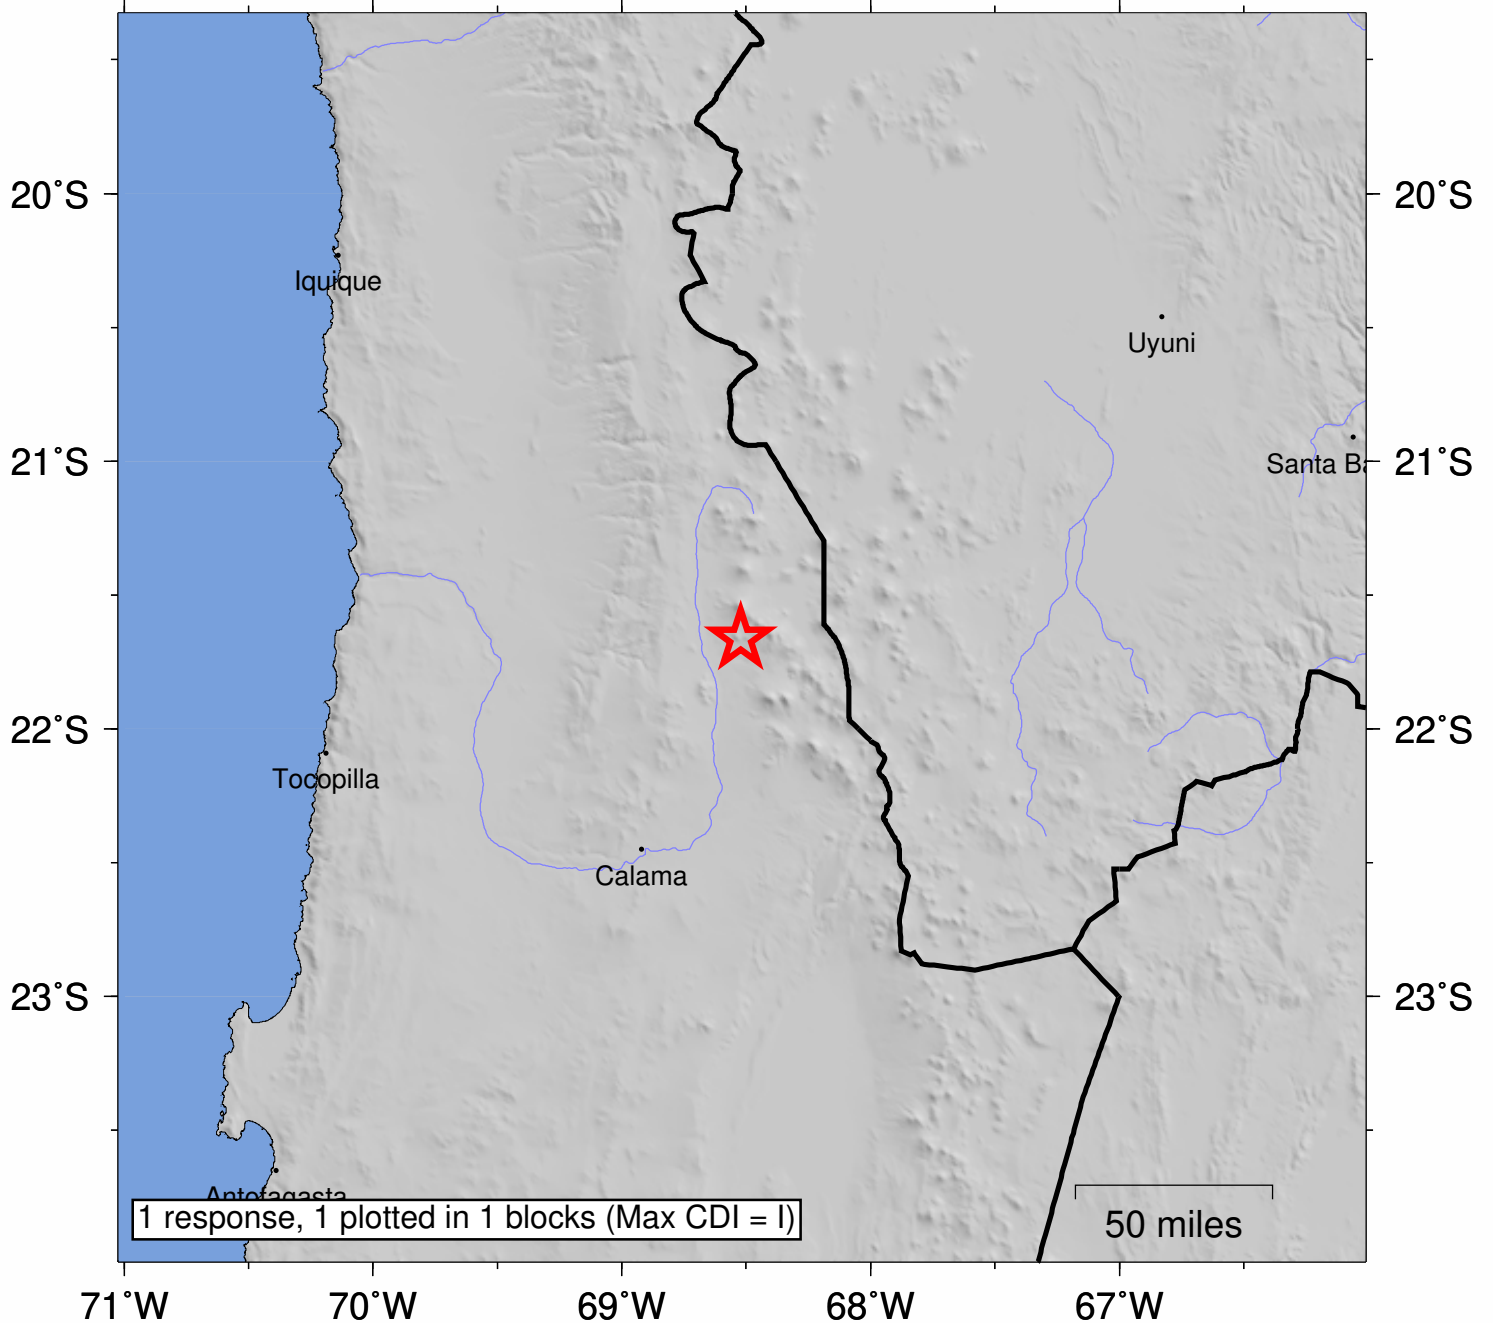 20°S
20°S
Iquique
Uyuni
21°S
Santa Ba
21°S
22°S
22°S
Tocopilla
Calama
23°S
23°S
Antofagasta
1 response, 1 plotted in 1 blocks (Max CDI = I)
50 miles
71°W
70°W
69°W
68°W
67°W